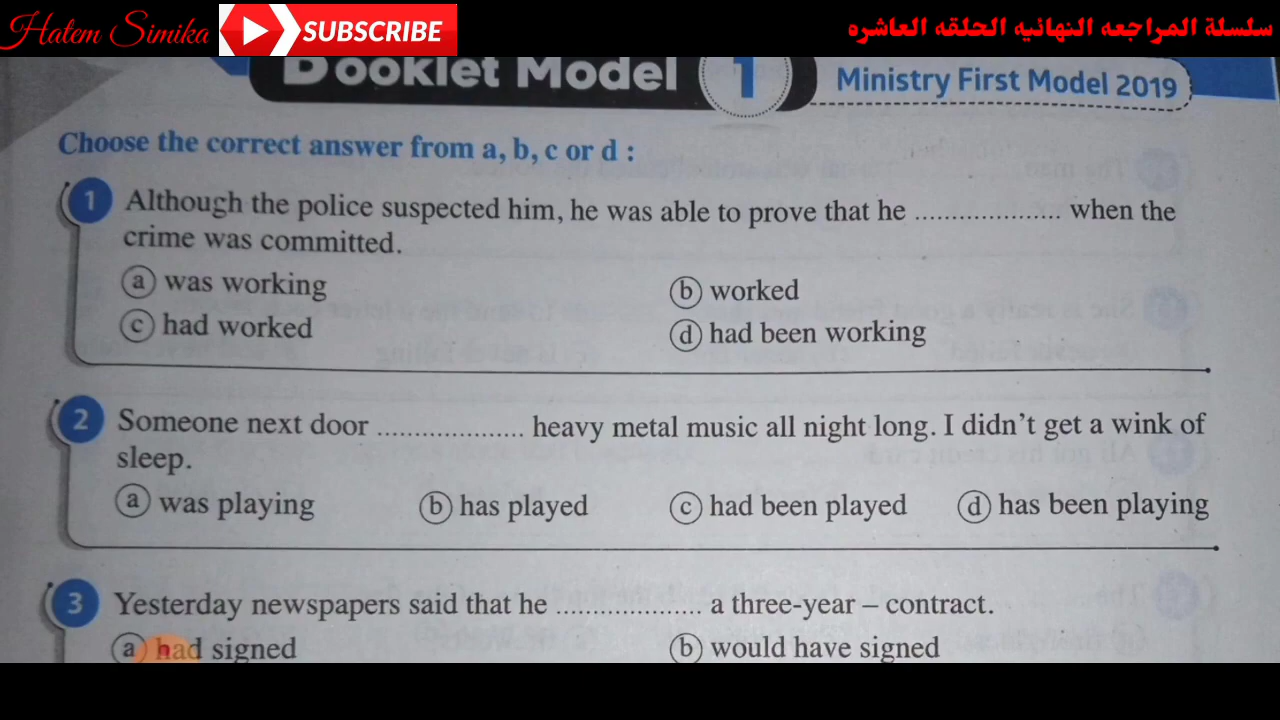 Hatem Simika SUBSCRIBE سلسلة المراجعه النهائيه الحلقه العاشره
Booklet Model 1 Ministry First Model 2019
Choose the correct answer from a, b, c or d :
1 Although the police suspected him, he was able to prove that he .................... when the
crime was committed.
a was working b worked
c had worked d had been working
2 Someone next door .................... heavy metal music all night long. I didn't get a wink of
sleep.
a was playing b has played c had been played d has been playing
3 Yesterday newspapers said that he .................... a three-year – contract.
a had signed b would have signed